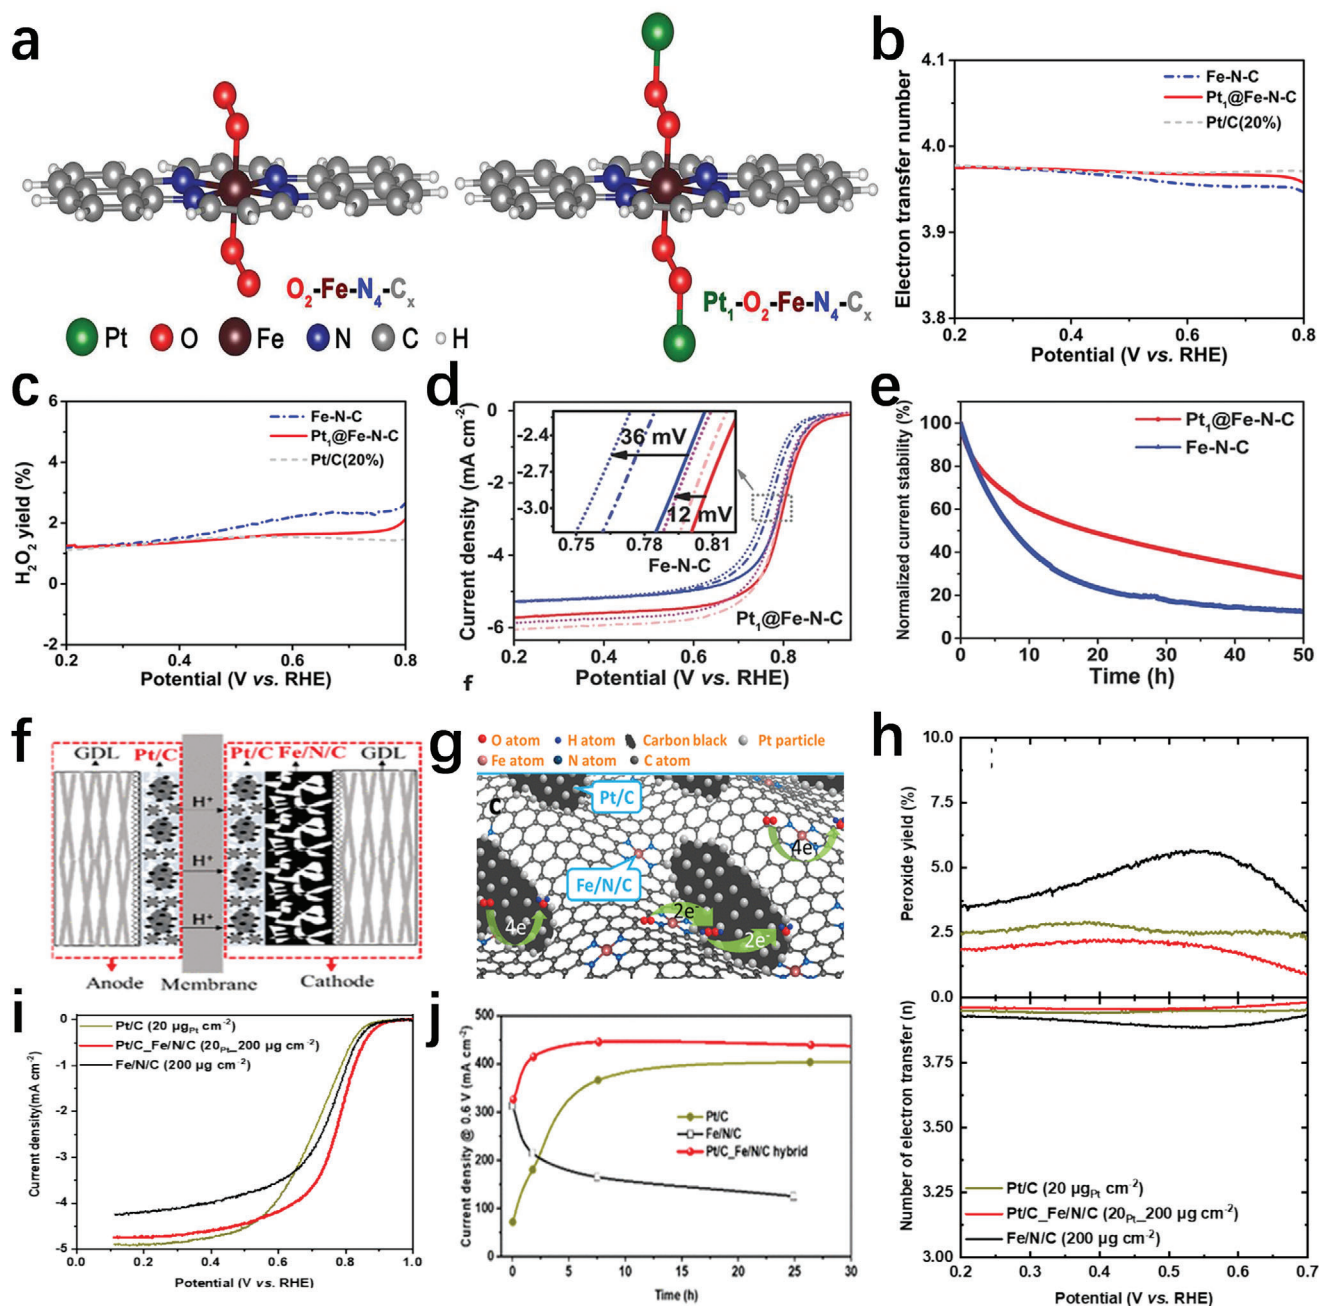 a
O2-Fe-N4-Cx
Pt1-O2-Fe-N4-Cx
Pt O Fe N C H
b
Electron transfer number
4.1
4.0
3.9
3.8
Fe-N-C
Pt1@Fe-N-C
Pt/C(20%)
0.2 0.4 0.6 0.8
Potential (V vs. RHE)
c
H2O2 yield (%)
6
4
2
0
-2
Fe-N-C
Pt1@Fe-N-C
Pt/C(20%)
0.2 0.4 0.6 0.8
Potential (V vs. RHE)
d
Current density (mA cm-2)
0
-2
-4
-6
-2.4
-2.7
-3.0
36 mV
12 mV
0.75 0.78 0.81
Fe-N-C
Pt1@Fe-N-C
0.2 0.4 0.6 0.8
Potential (V vs. RHE)
f
e
Normalized current stability (%)
100
80
60
40
20
0
Pt1@Fe-N-C
Fe-N-C
0 10 20 30 40 50
Time (h)
f
GDL Pt/C Pt/C Fe/N/C GDL
H+
H+
H+
Anode Membrane Cathode
g
O atom H atom Carbon black Pt particle
Fe atom N atom C atom
c
Pt/C
Fe/N/C
4e-
4e-
2e-
2e-
h
Peroxide yield (%)
10.0
7.5
5.0
2.5
0.0
Number of electron transfer (n)
3.75
3.50
3.25
3.00
Pt/C (20 μgPt cm-2)
Pt/C_Fe/N/C (20Pt_200 μg cm-2)
Fe/N/C (200 μg cm-2)
0.2 0.3 0.4 0.5 0.6 0.7
Potential (V vs. RHE)
i
Current density(mA cm-2)
0
-1
-2
-3
-4
-5
Pt/C (20 μgPt cm-2)
Pt/C_Fe/N/C (20Pt_200 μg cm-2)
Fe/N/C (200 μg cm-2)
0.2 0.4 0.6 0.8 1.0
Potential (V vs. RHE)
j
Current density @ 0.6 V (mA cm-2)
500
450
400
350
300
250
200
150
100
50
Pt/C
Fe/N/C
Pt/C_Fe/N/C hybrid
0 5 10 15 20 25 30
Time (h)